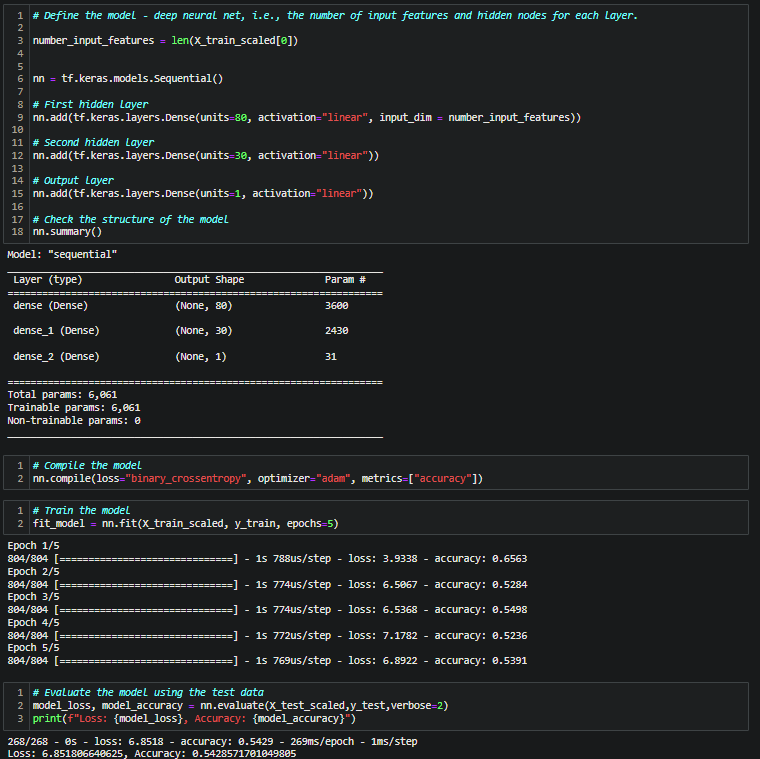 1 # Define the model - deep neural net, i.e., the number of input features and hidden nodes for each layer.
2
3 number_input_features = len(X_train_scaled[0])
4
5
6 nn = tf.keras.models.Sequential()
7
8 # First hidden layer
9 nn.add(tf.keras.layers.Dense(units=80, activation="linear", input_dim = number_input_features))
10
11 # Second hidden layer
12 nn.add(tf.keras.layers.Dense(units=30, activation="linear"))
13
14 # Output layer
15 nn.add(tf.keras.layers.Dense(units=1, activation="linear"))
16
17 # Check the structure of the model
18 nn.summary()
Model: "sequential"
_________________________________________________________________
Layer (type) Output Shape Param #
=================================================================
dense (Dense) (None, 80) 3600
dense_1 (Dense) (None, 30) 2430
dense_2 (Dense) (None, 1) 31
=================================================================
Total params: 6,061
Trainable params: 6,061
Non-trainable params: 0
_________________________________________________________________
1 # Compile the model
2 nn.compile(loss="binary_crossentropy", optimizer="adam", metrics=["accuracy"])
1 # Train the model
2 fit_model = nn.fit(X_train_scaled, y_train, epochs=5)
Epoch 1/5
804/804 [==============================] - 1s 788us/step - loss: 3.9338 - accuracy: 0.6563
Epoch 2/5
804/804 [==============================] - 1s 774us/step - loss: 6.5067 - accuracy: 0.5284
Epoch 3/5
804/804 [==============================] - 1s 774us/step - loss: 6.5368 - accuracy: 0.5498
Epoch 4/5
804/804 [==============================] - 1s 772us/step - loss: 7.1782 - accuracy: 0.5236
Epoch 5/5
804/804 [==============================] - 1s 769us/step - loss: 6.8922 - accuracy: 0.5391
1 # Evaluate the model using the test data
2 model_loss, model_accuracy = nn.evaluate(X_test_scaled,y_test,verbose=2)
3 print(f"Loss: {model_loss}, Accuracy: {model_accuracy}")
268/268 - 0s - loss: 6.8518 - accuracy: 0.5429 - 269ms/epoch - 1ms/step
Loss: 6.851806640625, Accuracy: 0.5428571701049805